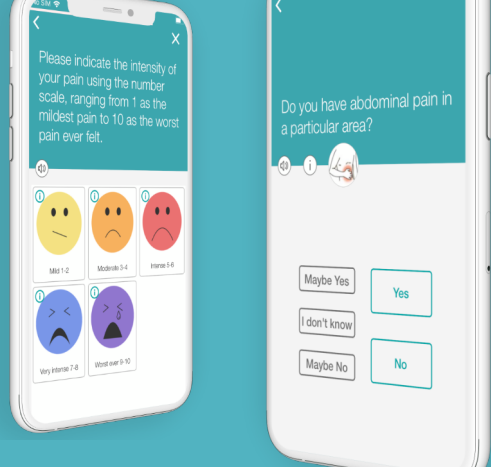 No SIM
Please indicate the intensity of
your pain using the number
scale, ranging from 1 as the
mildest pain to 10 as the worst
pain ever felt.
Mild 1-2
Moderate 3-4
Intense 5-6
Very intense 7-8
Worst ever 9-10
Do you have abdominal pain in
a particular area?
Maybe Yes
Yes
I don't know
Maybe No
No